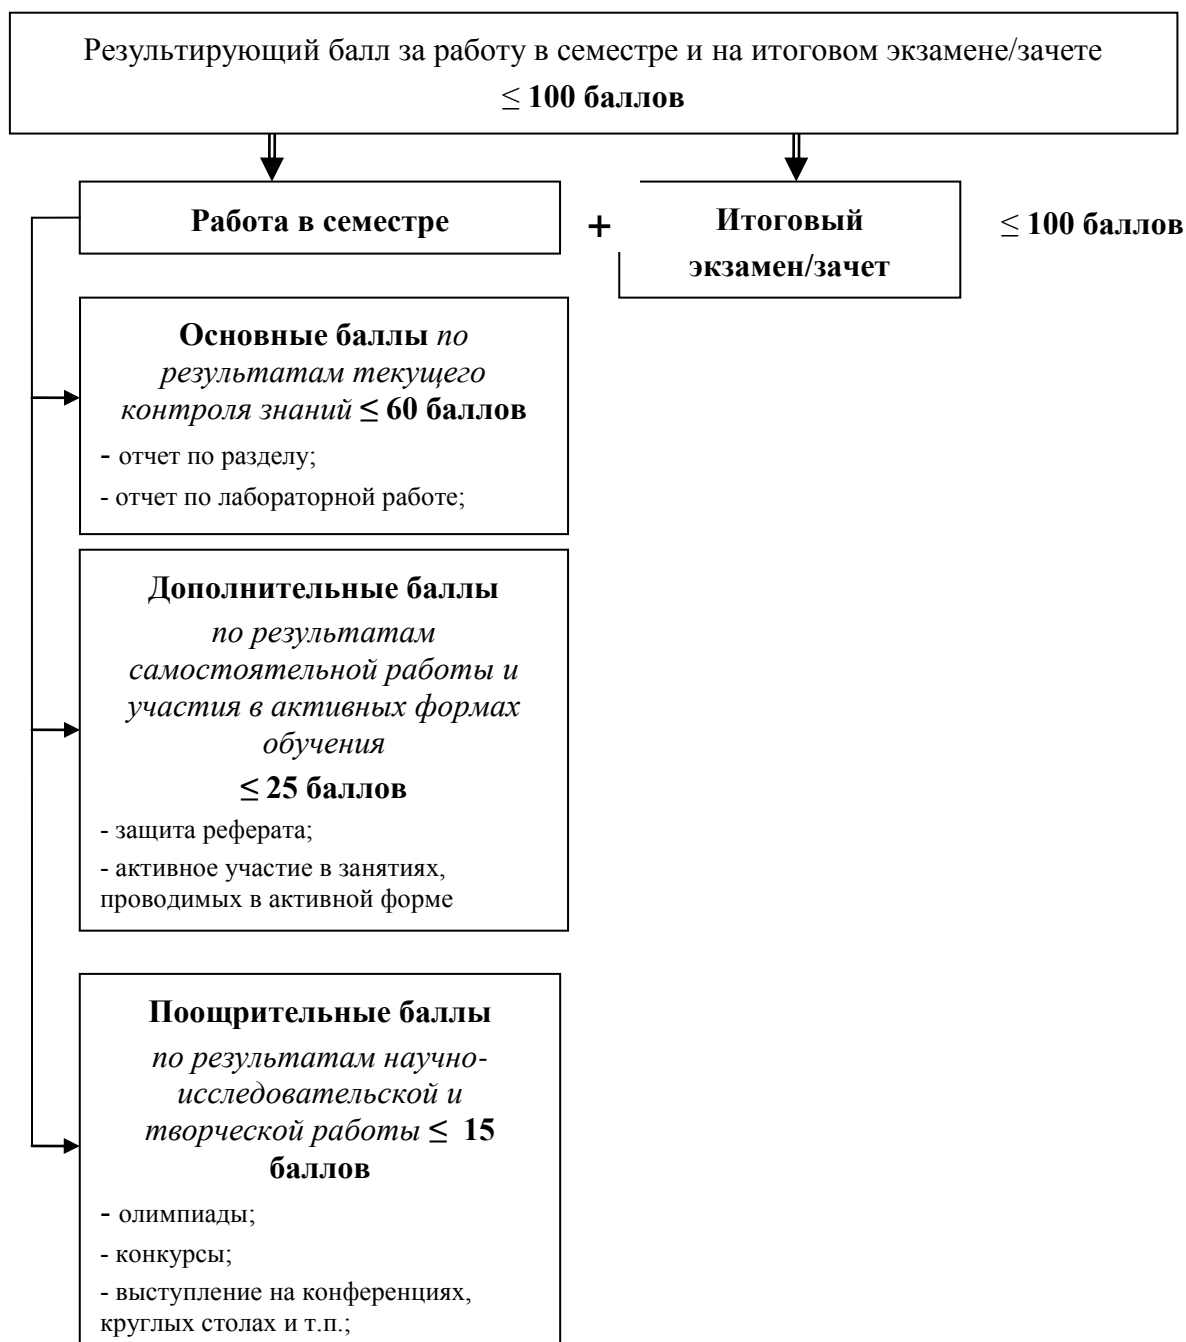 Результирующий балл за работу в семестре и на итоговом экзамене/зачете
≤ 100 баллов
Работа в семестре
+
Итоговый
экзамен/зачет
≤ 100 баллов
Основные баллы по
результатам текущего
контроля знаний ≤ 60 баллов
- отчет по разделу;
- отчет по лабораторной работе;
Дополнительные баллы
по результатам
самостоятельной работы и
участия в активных формах
обучения
≤ 25 баллов
- защита реферата;
- активное участие в занятиях,
проводимых в активной форме
Поощрительные баллы
по результатам научно-
исследовательской и
творческой работы ≤ 15
баллов
- олимпиады;
- конкурсы;
- выступление на конференциях,
круглых столах и т.п.;